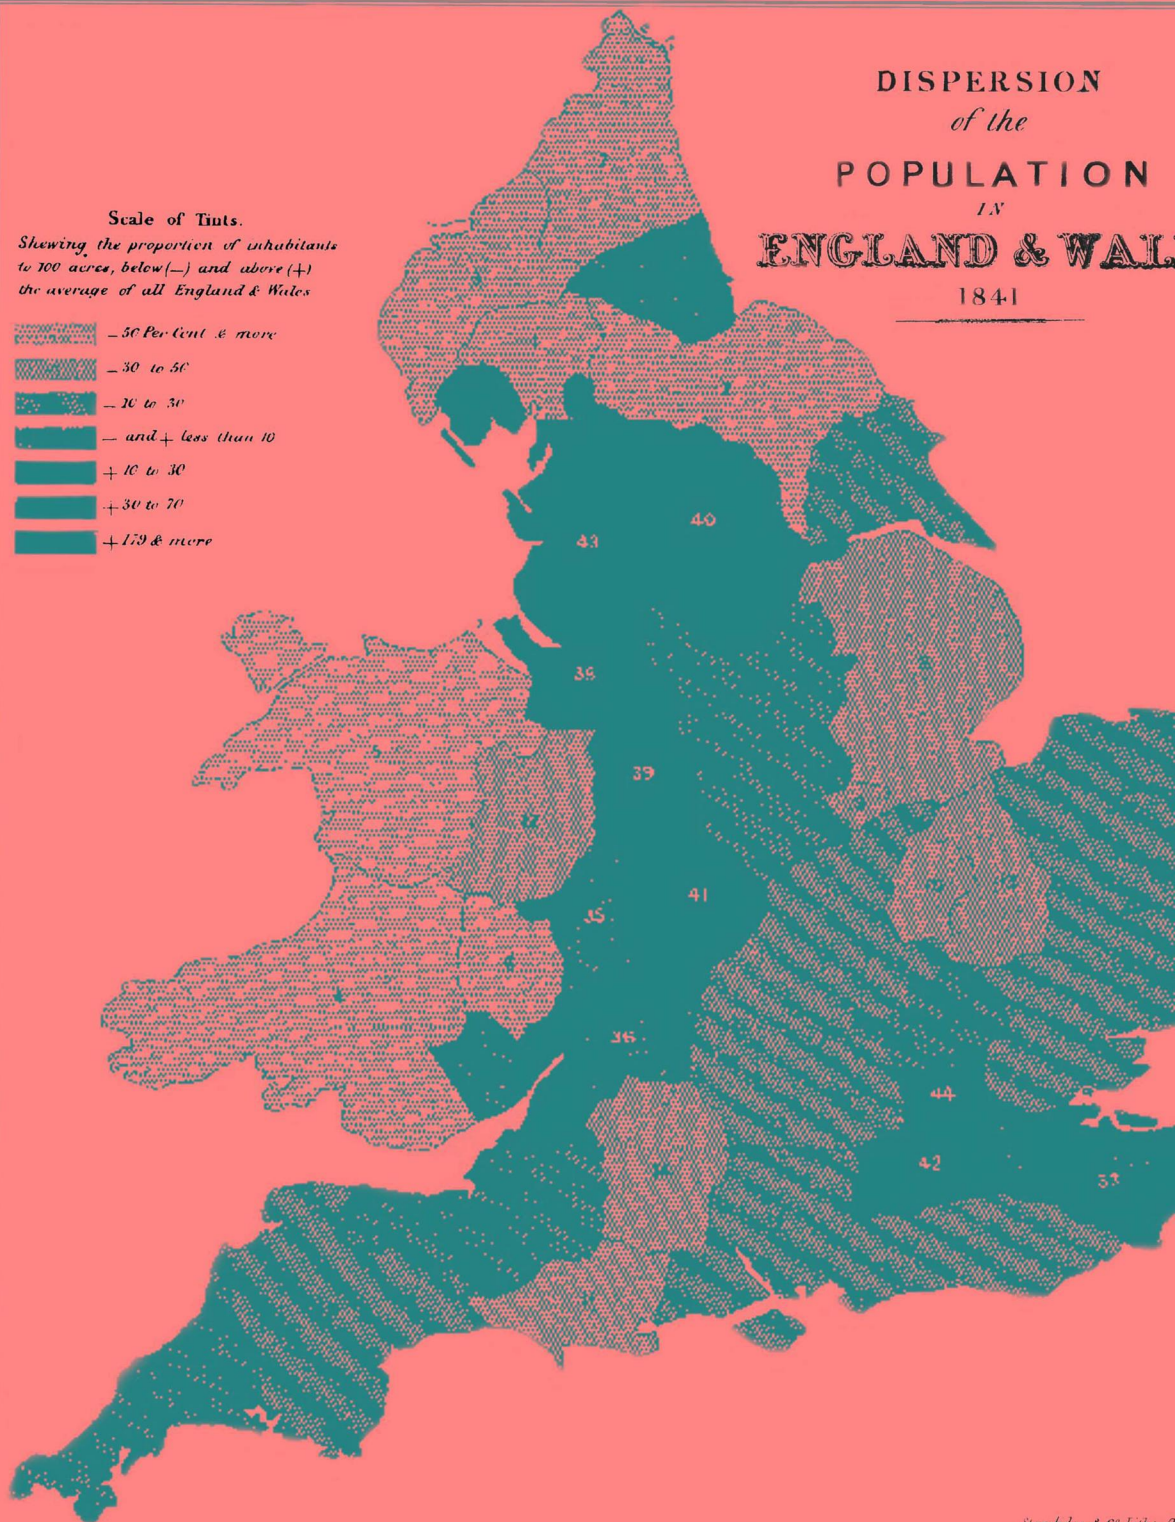 DISPERSION
of the
POPULATION
IN
ENGLAND & WAL
1841
Scale of Tints.
Shewing the proportion of inhabitants
to 100 acres, below (—) and above (+)
the average of all England & Wales
— 50 Per Cent & more
— 30 to 50
— 10 to 30
— and + less than 10
+ 10 to 30
+ 30 to 70
+ 179 & more
40
43
38
5
39
17
41
35
36
44
42
33